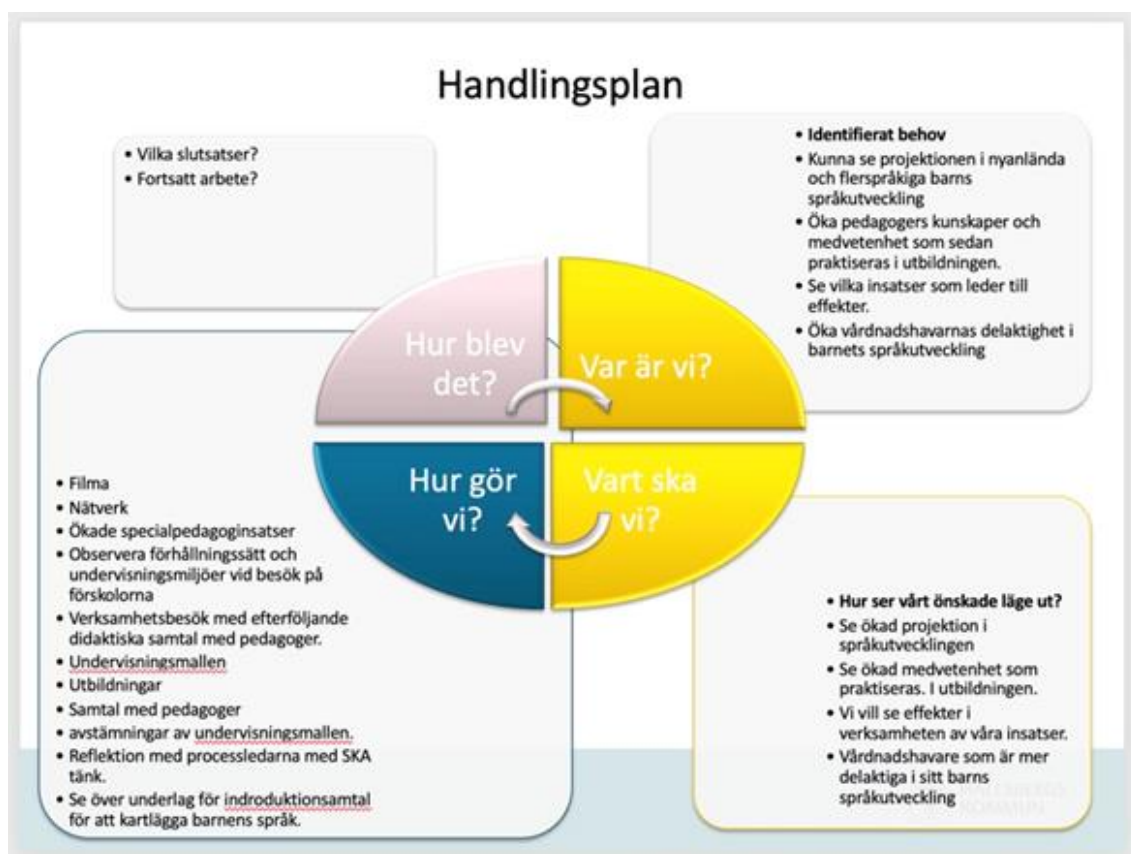 Handlingsplan
• Vilka slutsatser?
• Fortsatt arbete?
• Identifierat behov
• Kunna se projektionen i nyanlända
och flerspråkiga barns
språkutveckling
• Öka pedagogers kunskaper och
medvetenhet som sedan
praktiseras i utbildningen.
• Se vilka insatser som leder till
effekter.
• Öka vårdnadshavarnas delaktighet i
barnets språkutveckling
Hur blev
det?
Var är vi?
Hur gör
vi?
Vart ska
vi?
• Filma
• Nätverk
• Ökade specialpedagoginsatser
• Observera förhållningssätt och
undervisningsmiljöer vid besök på
förskolorna
• Verksamhetsbesök med efterföljande
didaktiska samtal med pedagoger.
• Undervisningsmallen
• Utbildningar
• Samtal med pedagoger
• avstämningar av undervisningsmallen.
• Reflektion med processledarna med SKA
tänk.
• Se över underlag för indroduktionsamtal
för att kartlägga barnens språk.
• Hur ser vårt önskade läge ut?
• Se ökad projektion i
språkutvecklingen
• Se ökad medvetenhet som
praktiseras. I utbildningen.
• Vi vill se effekter i
verksamheten av våra insatser.
• Vårdnadshavare som är mer
delaktiga i sitt barns
språkutveckling
KOMMUN